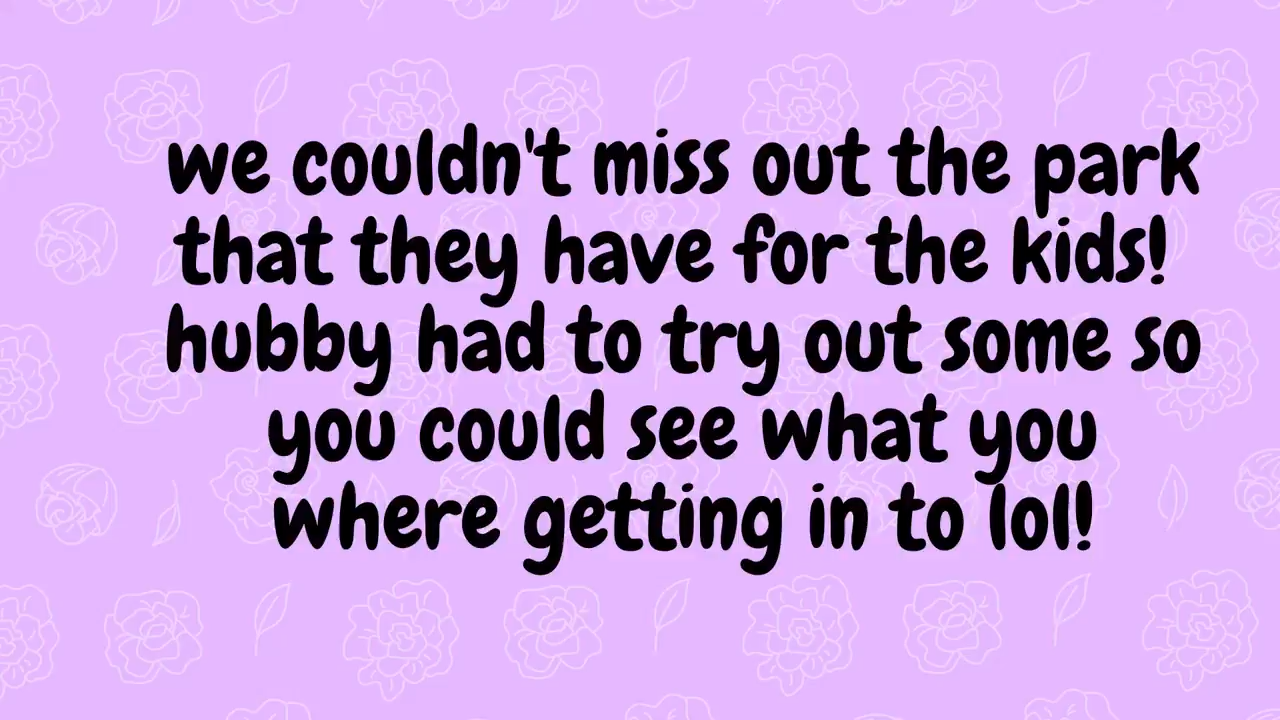 we couldn't miss out the park
that they have for the kids!
hubby had to try out some so
you could see what you
where getting in to lol!